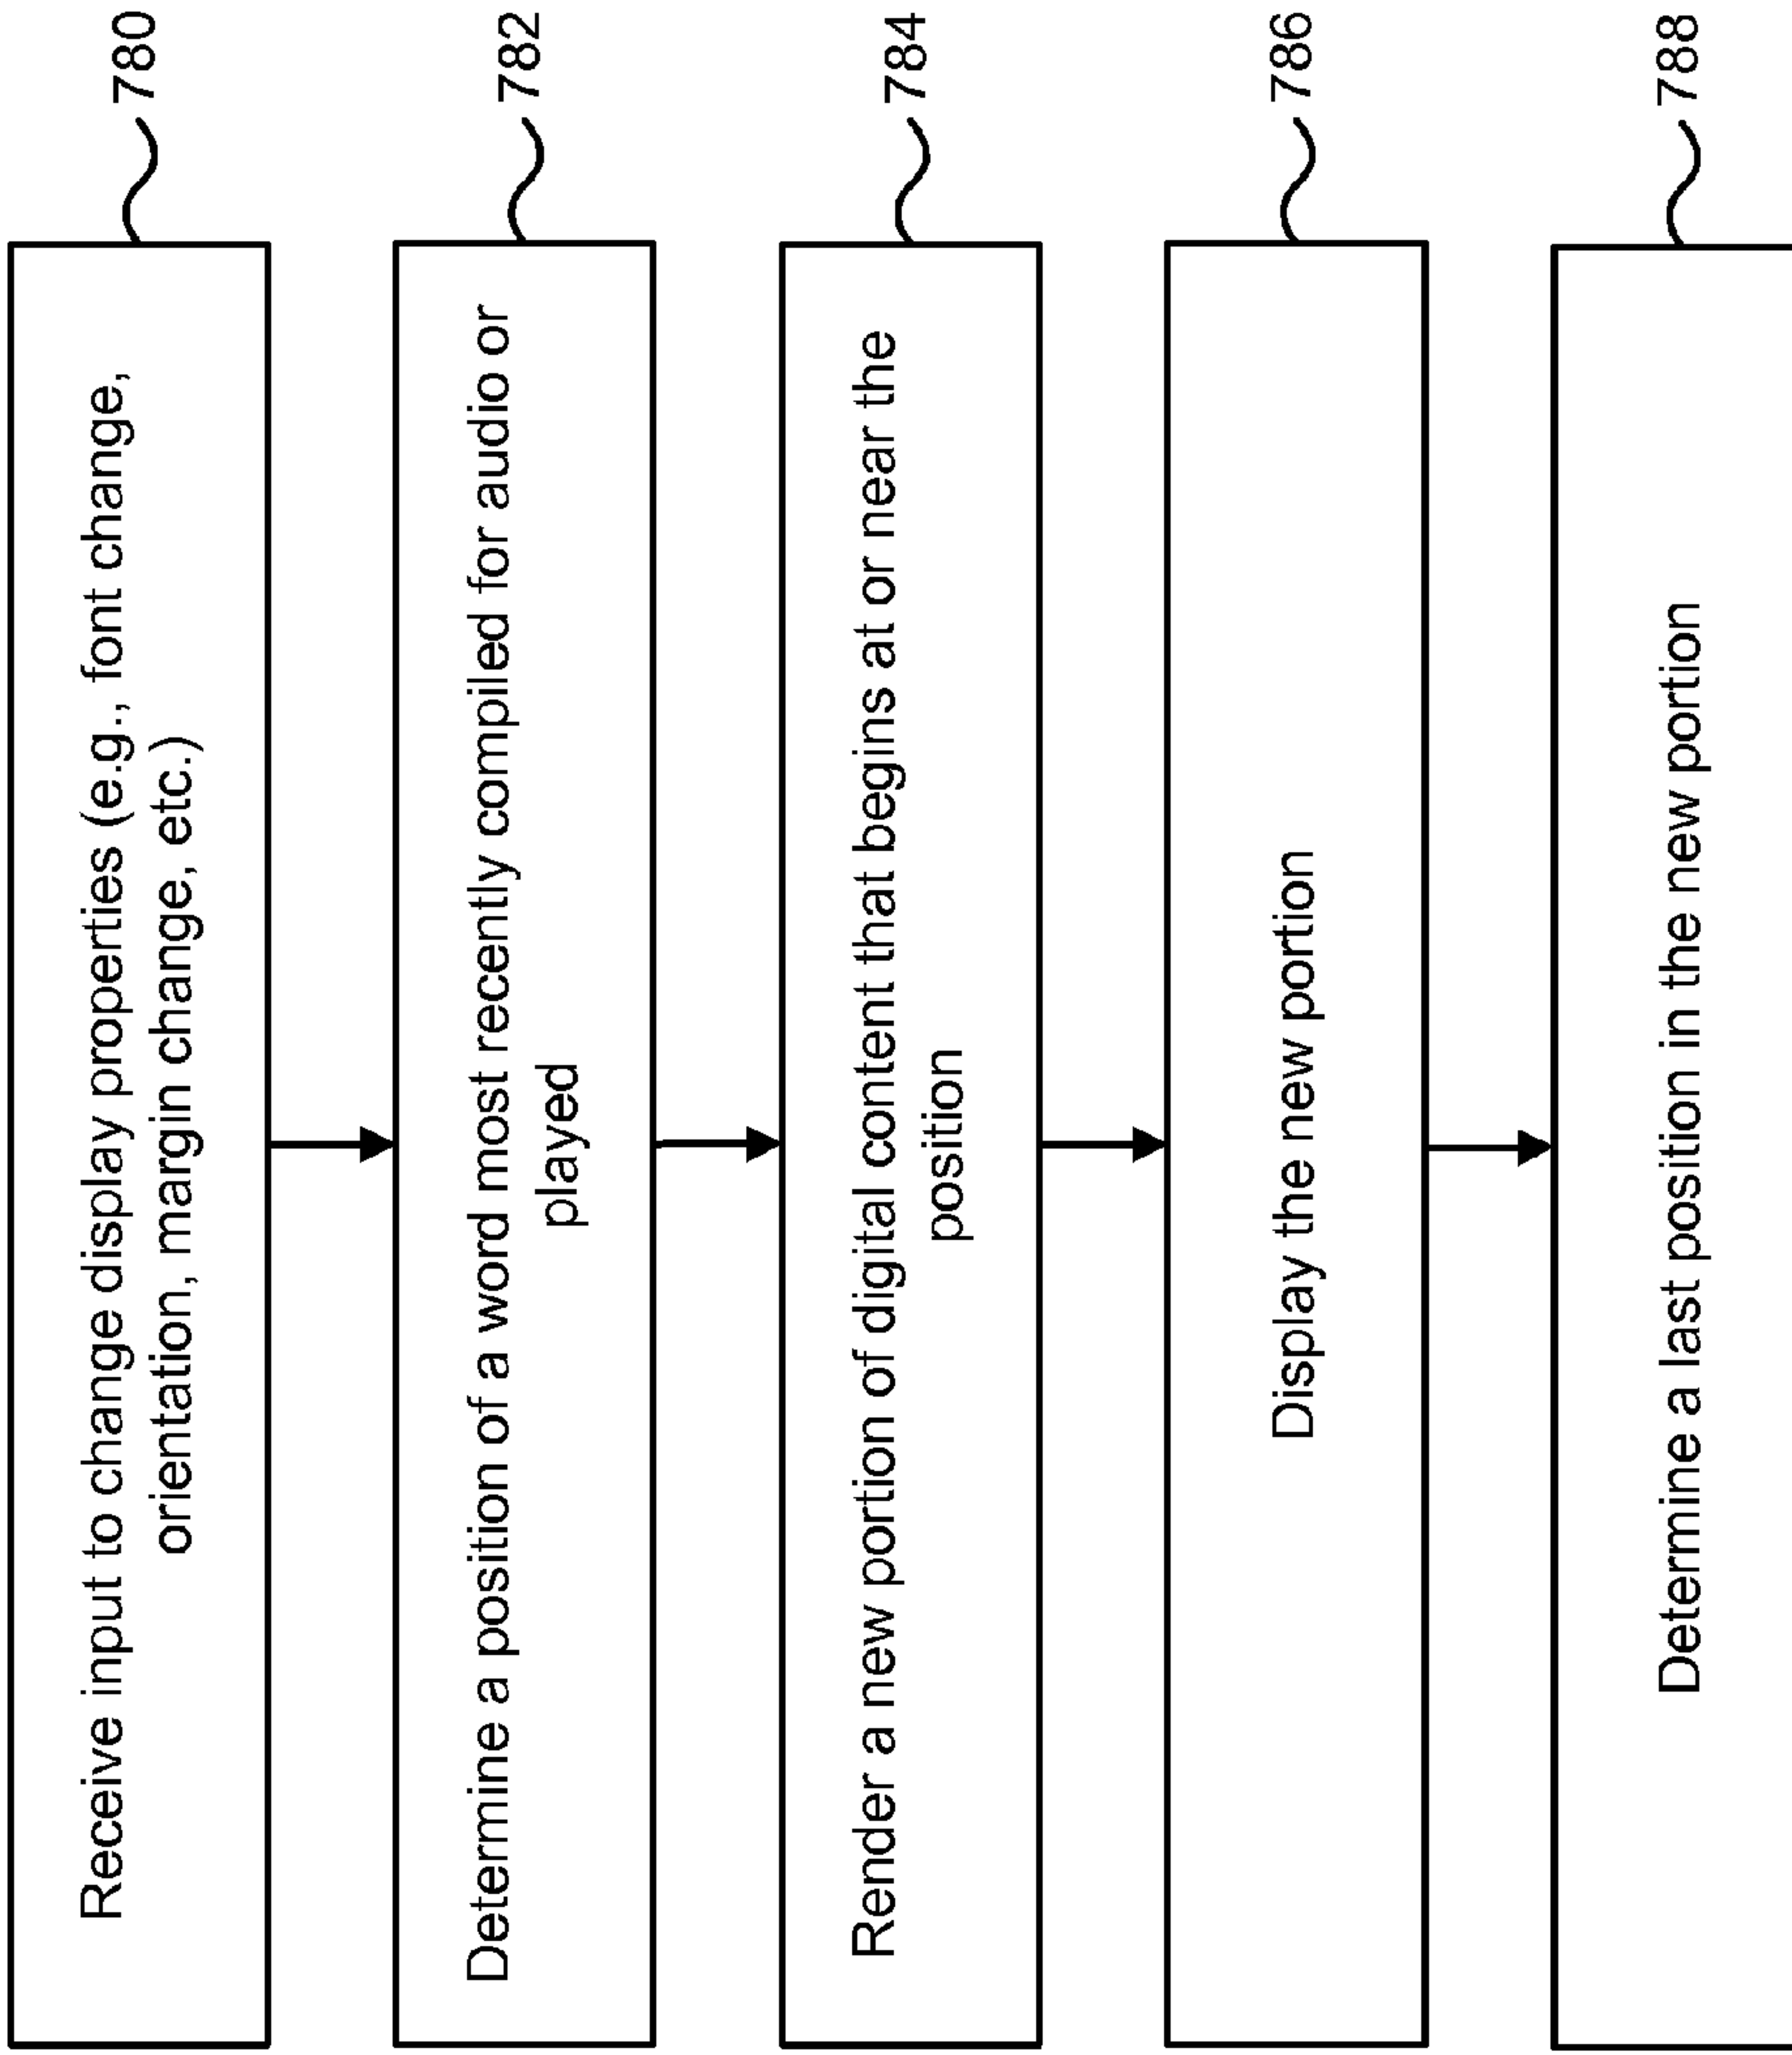 Receive input to change display properties (e.g., font change,
orientation, margin change, etc.)
780
Determine a position of a word most recently compiled for audio or
played
782
Render a new portion of digital content that begins at or near the
position
784
Display the new portion
786
Determine a last position in the new portion
788